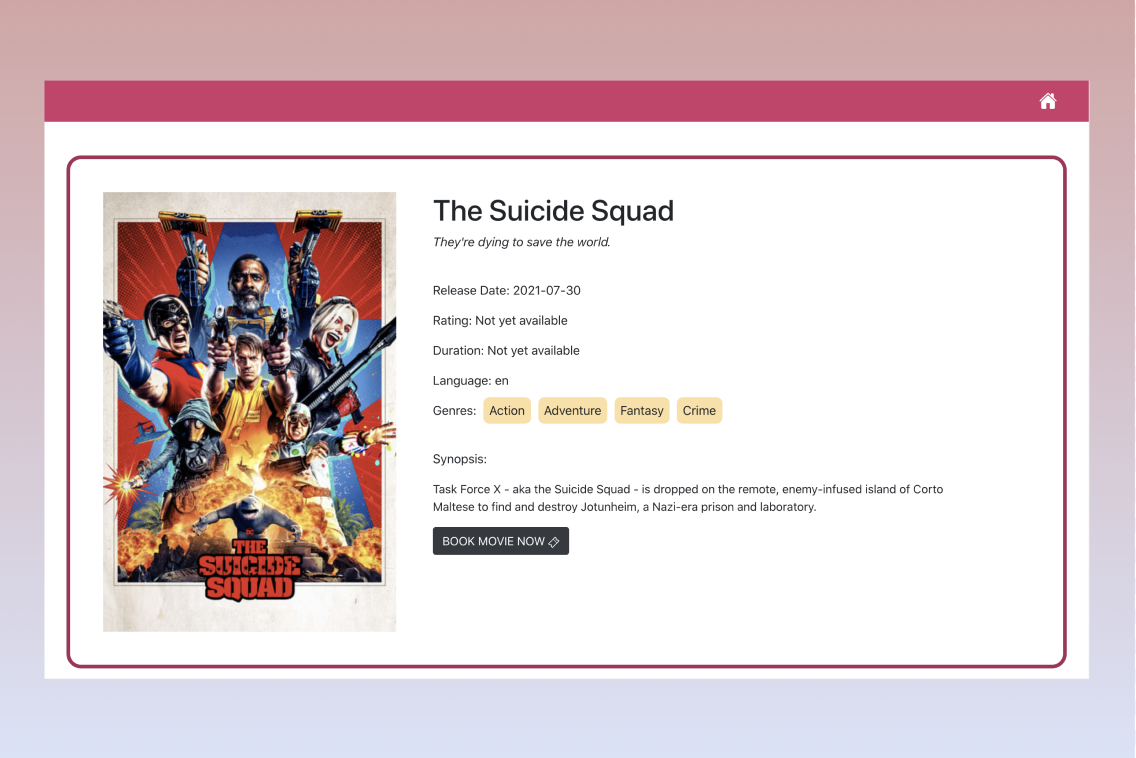 The Suicide Squad
They're dying to save the world.
Release Date: 2021-07-30
Rating: Not yet available
Duration: Not yet available
Language: en
Genres: Action Adventure Fantasy Crime
Synopsis:
Task Force X - aka the Suicide Squad - is dropped on the remote, enemy-infused island of Corto
Maltese to find and destroy Jotunheim, a Nazi-era prison and laboratory.
BOOK MOVIE NOW
DC
THE
SUICIDE
SQUAD